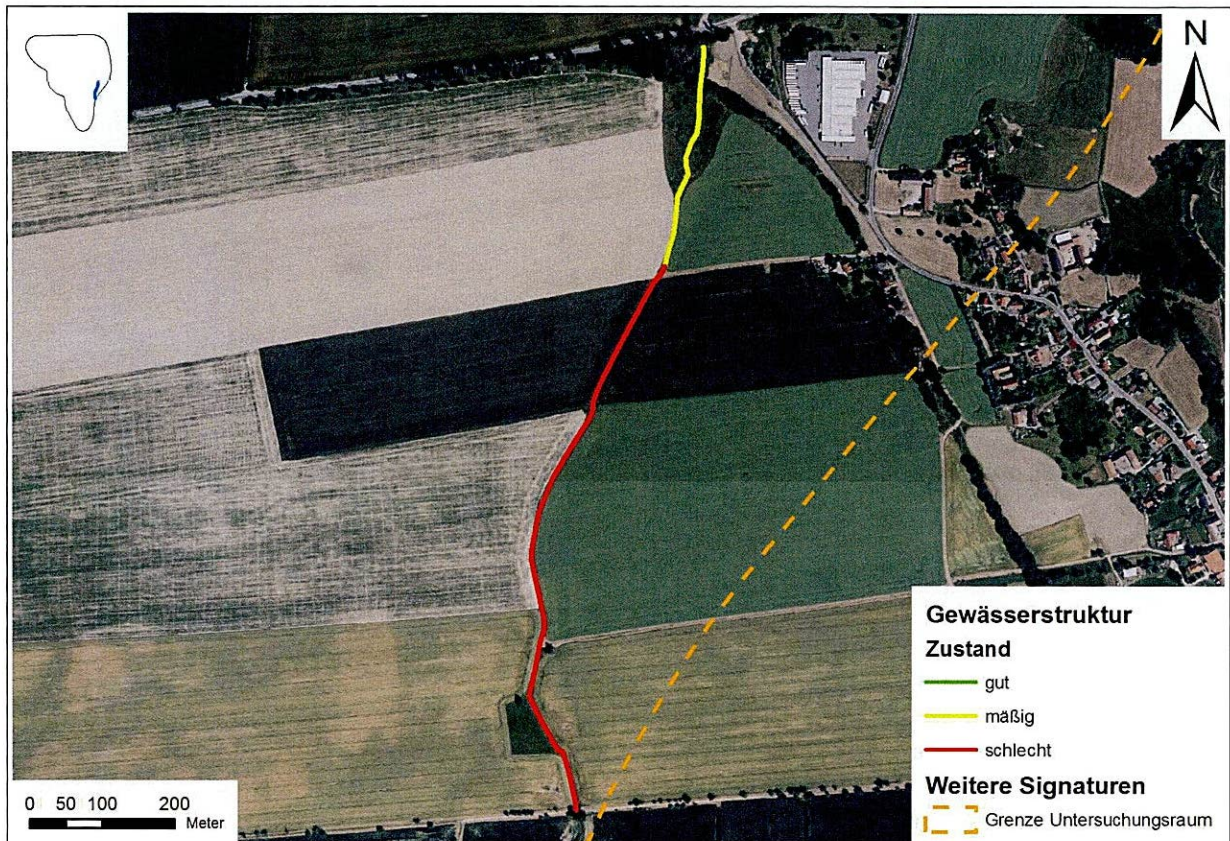 N
Gewässerstruktur
Zustand
gut
mäßig
schlecht
Weitere Signaturen
Grenze Untersuchungsraum
0 50 100 200
Meter